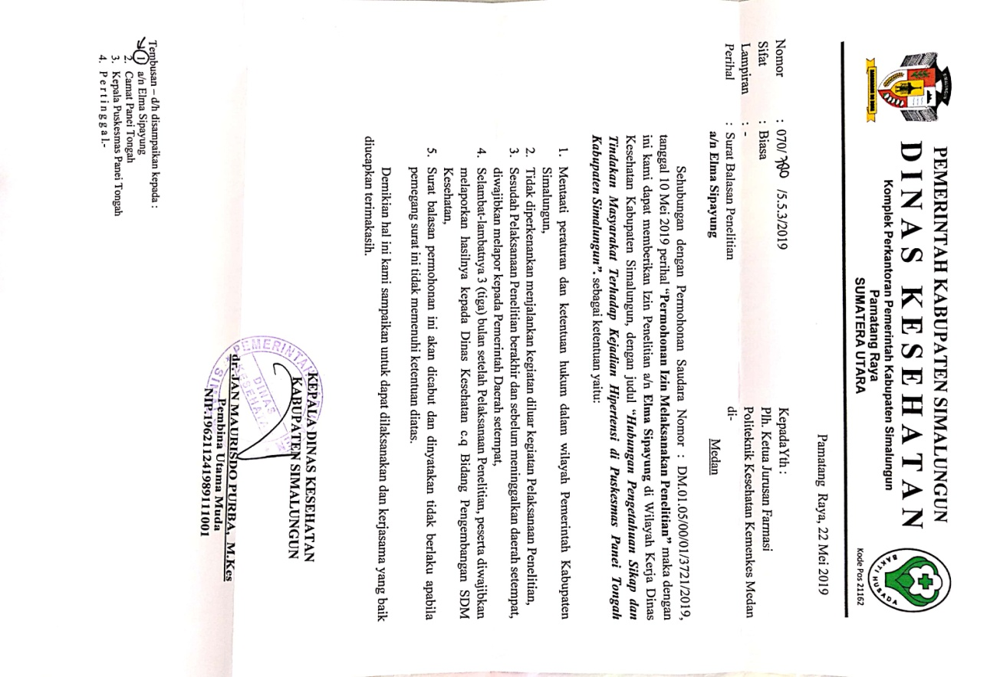 PEMERINTAH KABUPATEN SIMALUNGUN
DINAS KESEHATAN
Komplek Perkantoran Pemerintah Kabupaten Simalungun
Pamatang Raya
SUMATERA UTARA
BAKTI HUSADA
Kode Pos 21162
Pamatang Raya, 22 Mei 2019
Nomor : 070/ /5.5.3/2019
Sifat : Biasa
Lampiran : -
Perihal : Surat Balasan Penelitian
a/n Elma Sipayung
Kepada Yth :
Plh. Ketua Jurusan Farmasi
Politeknik Kesehatan Kemenkes Medan
di-
Medan
Sehubungan dengan Permohonan Saudara Nomor : DM.01.05/00/01/3721/2019,
tanggal 10 Mei 2019 perihal “Permohonan Izin Melaksanakan Penelitian” maka dengan
ini kami dapat memberikan Izin Penelitian a/n Elma Sipayung di Wilayah Kerja Dinas
Kesehatan Kabupaten Simalungun, dengan judul “Hubungan Pengetahuan Sikap dan
Tindakan Masyarakat Terhadap Kejadian Hipertensi di Puskesmas Panei Tongah
Kabupaten Simalungun”. sebagai ketentuan yaitu:
1. Mentaati peraturan dan ketentuan hukum dalam wilayah Pemerintah Kabupaten
Simalungun,
2. Tidak diperkenankan menjalankan kegiatan diluar kegiatan Pelaksanaan Penelitian,
3. Sesudah Pelaksanaan Penelitian berakhir dan sebelum meninggalkan daerah setempat,
diwajibkan melapor kepada Pemerintah Daerah setempat,
4. Selambat-lambatnya 3 (tiga) bulan setelah Pelaksanaan Penelitian, peserta diwajibkan
melaporkan hasilnya kepada Dinas Kesehatan c.q Bidang Pengembangan SDM
Kesehatan,
5. Surat balasan permohonan ini akan dicabut dan dinyatakan tidak berlaku apabila
pemegang surat ini tidak memenuhi ketentuan diatas.
Demikian hal ini kami sampaikan untuk dapat dilaksanakan dan kerjasama yang baik
diucapkan terimakasih.
KEPALA DINAS KESEHATAN
KABUPATEN SIMALUNGUN
DINAS
KESEHATAN
dr. JAN MAURISDO PURBA, M.Kes
Pembina Utama Muda
NIP.196211241989111001
Tembusan – d/h disampaikan kepada :
1 a/n Elma Sipayung
2. Camat Panei Tongah
3. Kepala Puskesmas Panei Tongah
4. P e r t i n g g a l.-